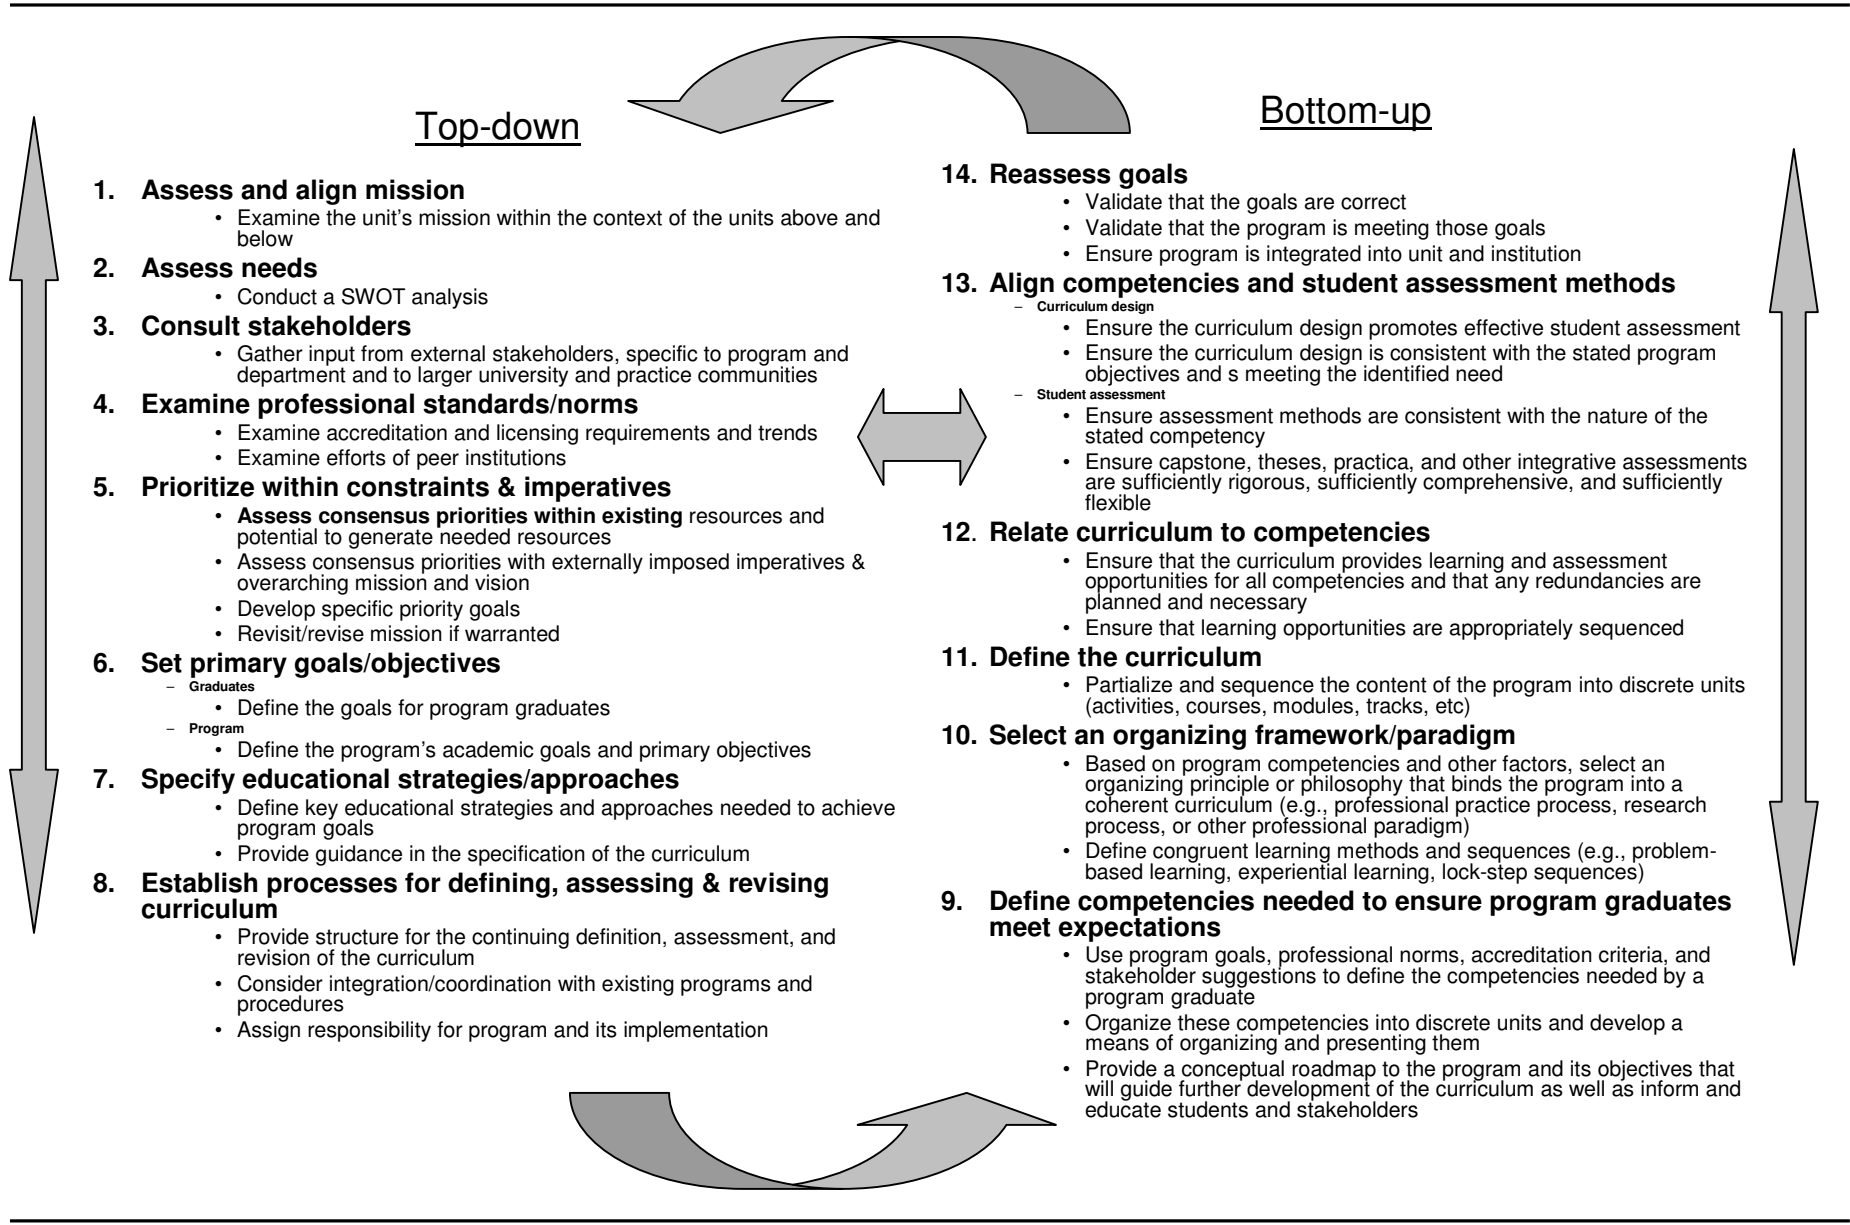 Top-down
1. Assess and align mission
• Examine the unit's mission within the context of the units above and
below
2. Assess needs
• Conduct a SWOT analysis
3. Consult stakeholders
• Gather input from external stakeholders, specific to program and
department and to larger university and practice communities
4. Examine professional standards/norms
• Examine accreditation and licensing requirements and trends
• Examine efforts of peer institutions
5. Prioritize within constraints & imperatives
• Assess consensus priorities within existing resources and
potential to generate needed resources
• Assess consensus priorities with externally imposed imperatives &
overarching mission and vision
• Develop specific priority goals
• Revisit/revise mission if warranted
6. Set primary goals/objectives
– Graduates
• Define the goals for program graduates
– Program
• Define the program's academic goals and primary objectives
7. Specify educational strategies/approaches
• Define key educational strategies and approaches needed to achieve
program goals
• Provide guidance in the specification of the curriculum
8. Establish processes for defining, assessing & revising
curriculum
• Provide structure for the continuing definition, assessment, and
revision of the curriculum
• Consider integration/coordination with existing programs and
procedures
• Assign responsibility for program and its implementation
Bottom-up
14. Reassess goals
• Validate that the goals are correct
• Validate that the program is meeting those goals
• Ensure program is integrated into unit and institution
13. Align competencies and student assessment methods
– Curriculum design
• Ensure the curriculum design promotes effective student assessment
• Ensure the curriculum design is consistent with the stated program
objectives and s meeting the identified need
– Student assessment
• Ensure assessment methods are consistent with the nature of the
stated competency
• Ensure capstone, theses, practica, and other integrative assessments
are sufficiently rigorous, sufficiently comprehensive, and sufficiently
flexible
12. Relate curriculum to competencies
• Ensure that the curriculum provides learning and assessment
opportunities for all competencies and that any redundancies are
planned and necessary
• Ensure that learning opportunities are appropriately sequenced
11. Define the curriculum
• Partialize and sequence the content of the program into discrete units
(activities, courses, modules, tracks, etc)
10. Select an organizing framework/paradigm
• Based on program competencies and other factors, select an
organizing principle or philosophy that binds the program into a
coherent curriculum (e.g., professional practice process, research
process, or other professional paradigm)
• Define congruent learning methods and sequences (e.g., problem-
based learning, experiential learning, lock-step sequences)
9. Define competencies needed to ensure program graduates
meet expectations
• Use program goals, professional norms, accreditation criteria, and
stakeholder suggestions to define the competencies needed by a
program graduate
• Organize these competencies into discrete units and develop a
means of organizing and presenting them
• Provide a conceptual roadmap to the program and its objectives that
will guide further development of the curriculum as well as inform and
educate students and stakeholders